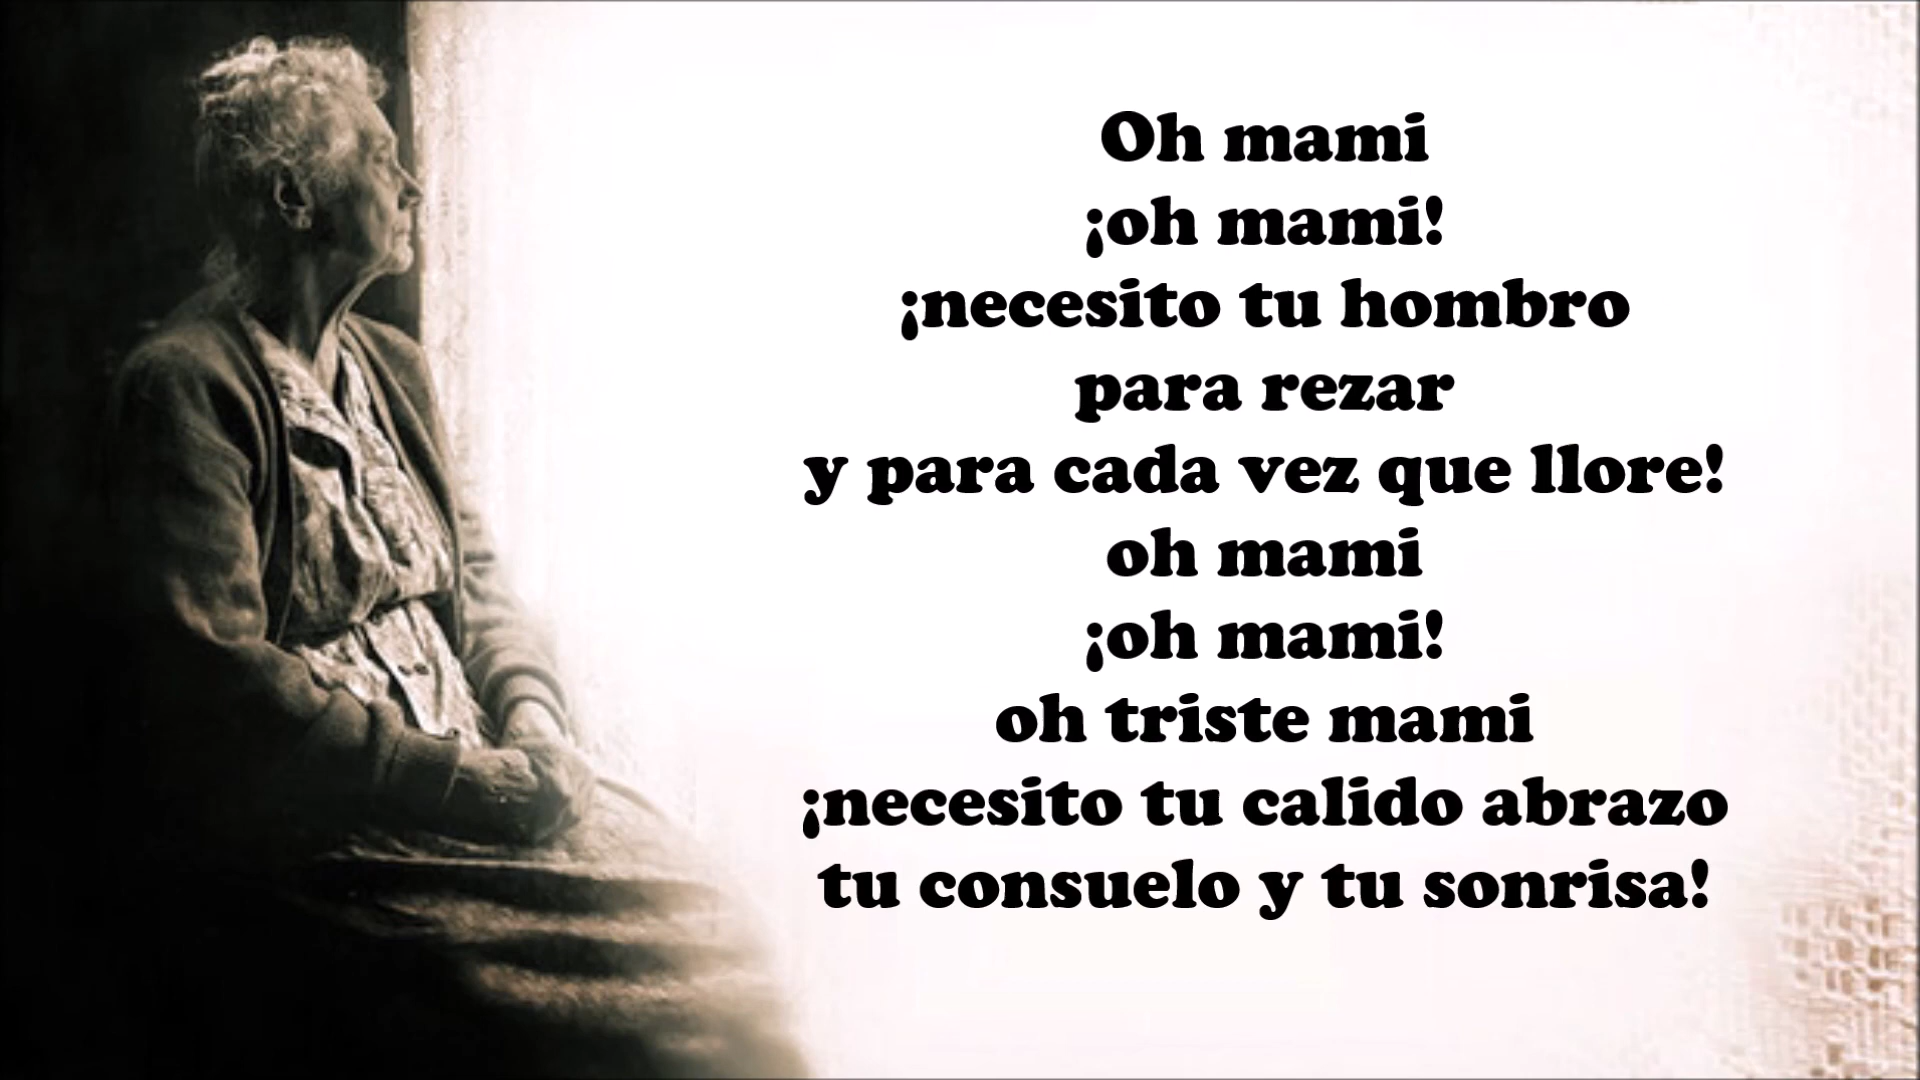 Oh mami
¡oh mami!
¡necesito tu hombro
para rezar
y para cada vez que llore!
oh mami
¡oh mami!
oh triste mami
¡necesito tu calido abrazo
tu consuelo y tu sonrisa!